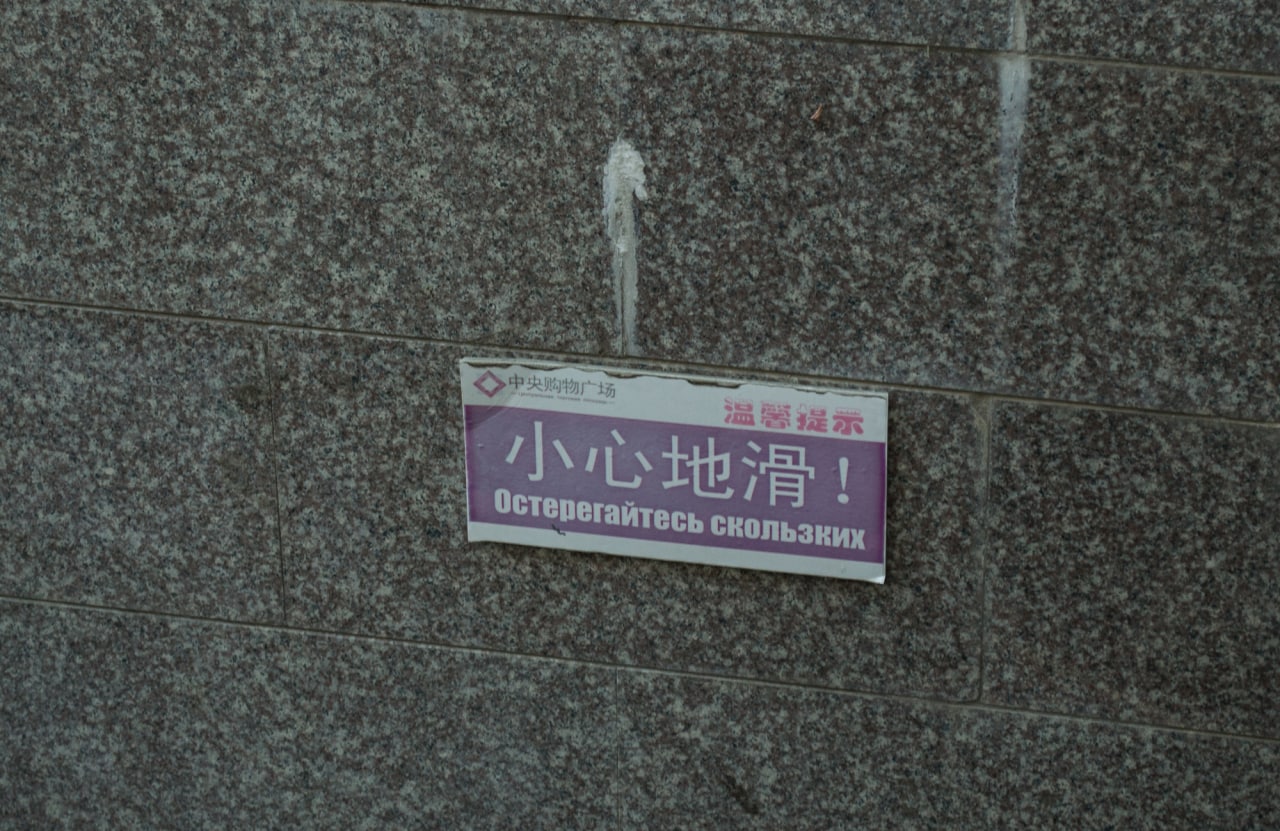 中央购物广场
温馨提示
小心地滑！
Остерегайтесь скользких